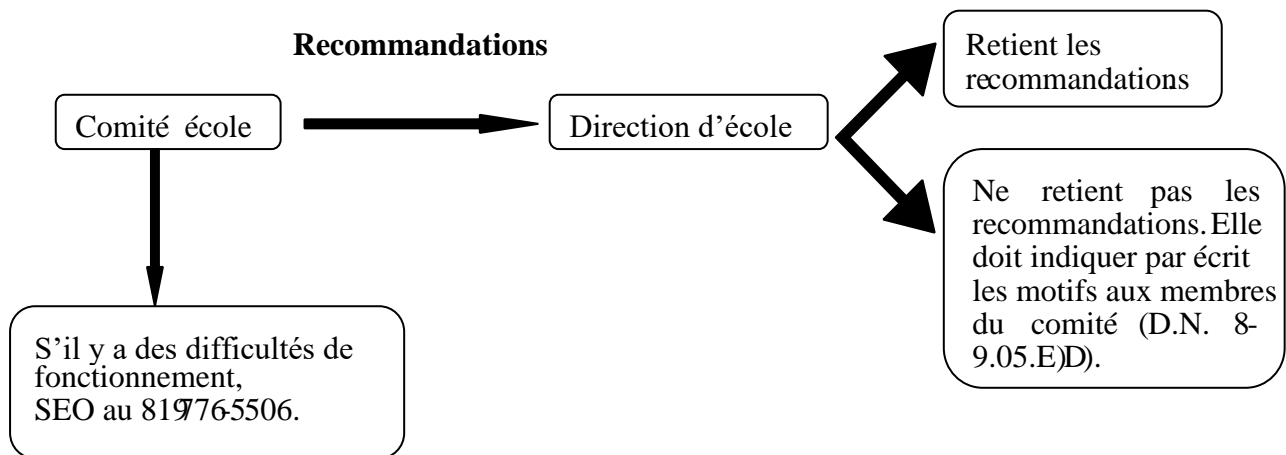 Recommandations
Comité école
Direction d’école
Retient les
recommandations.
Ne retient pas les
recommandations. Elle
doit indiquer par écrit
les motifs aux membres
du comité (D.N. 8-
9.05.E)D).
S’il y a des difficultés de
fonctionnement,
SEO au 819776-5506.